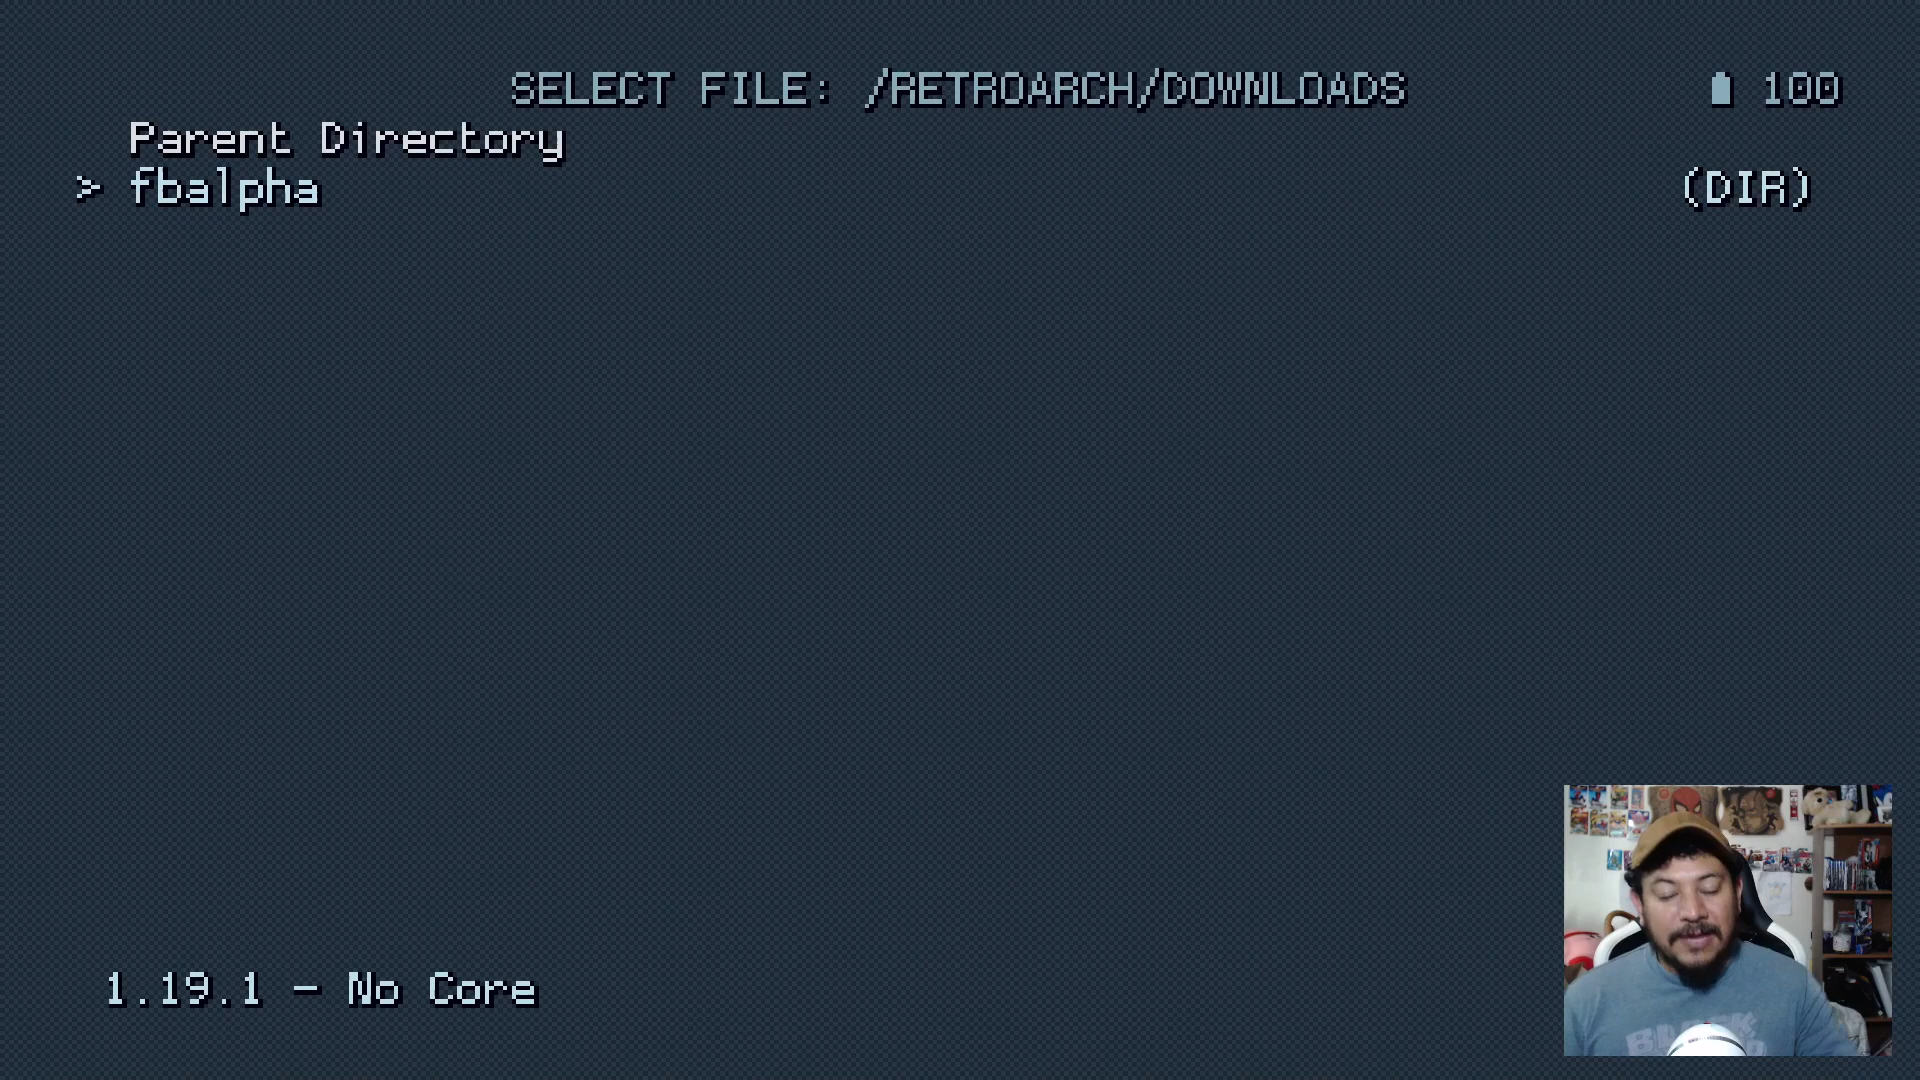 SELECT FILE: /RETROARCH/DOWNLOADS 100
Parent Directory
> fbalpha (DIR)
1.19.1 - No Core